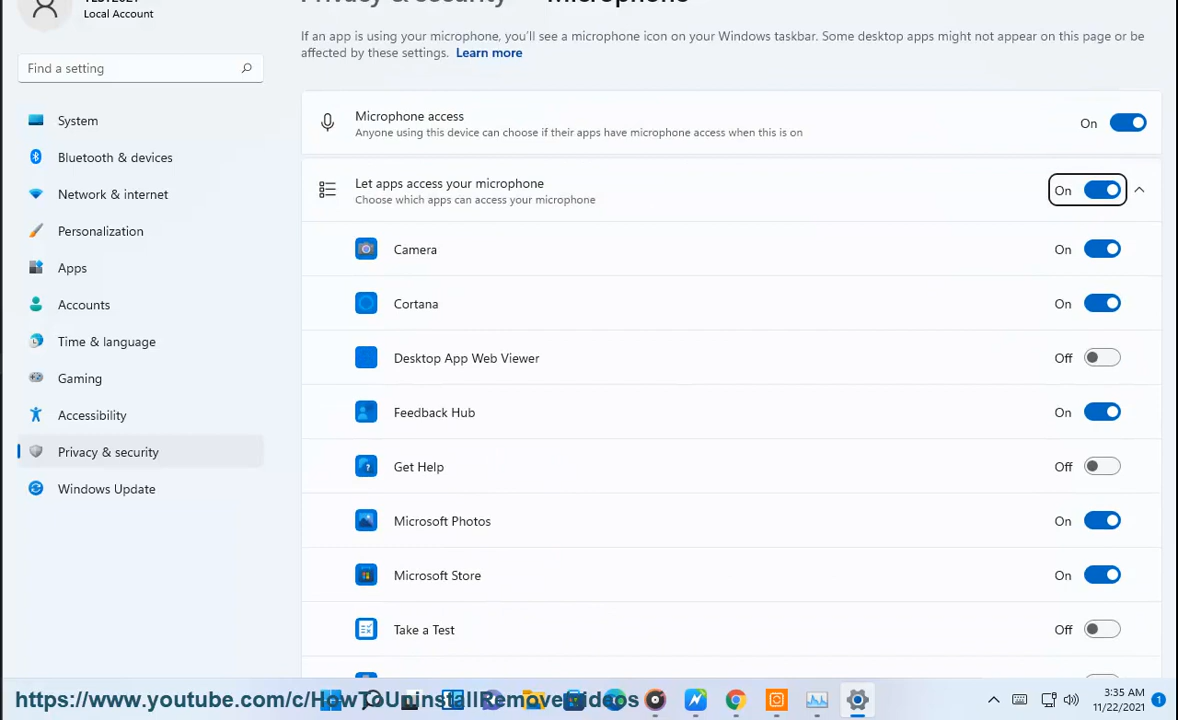 Local Account
If an app is using your microphone, you'll see a microphone icon on your Windows taskbar. Some desktop apps might not appear on this page or be
affected by these settings. Learn more
Find a setting
System
Bluetooth & devices
Network & internet
Personalization
Apps
Accounts
Time & language
Gaming
Accessibility
Privacy & security
Windows Update
Microphone access
Anyone using this device can choose if their apps have microphone access when this is on
On
Let apps access your microphone
Choose which apps can access your microphone
On
Camera
On
Cortana
On
Desktop App Web Viewer
Off
Feedback Hub
On
Get Help
Off
Microsoft Photos
On
Microsoft Store
On
Take a Test
Off
https://www.youtube.com/c/HowToUninstallRemoveVideos
3:35 AM
11/22/2021
1